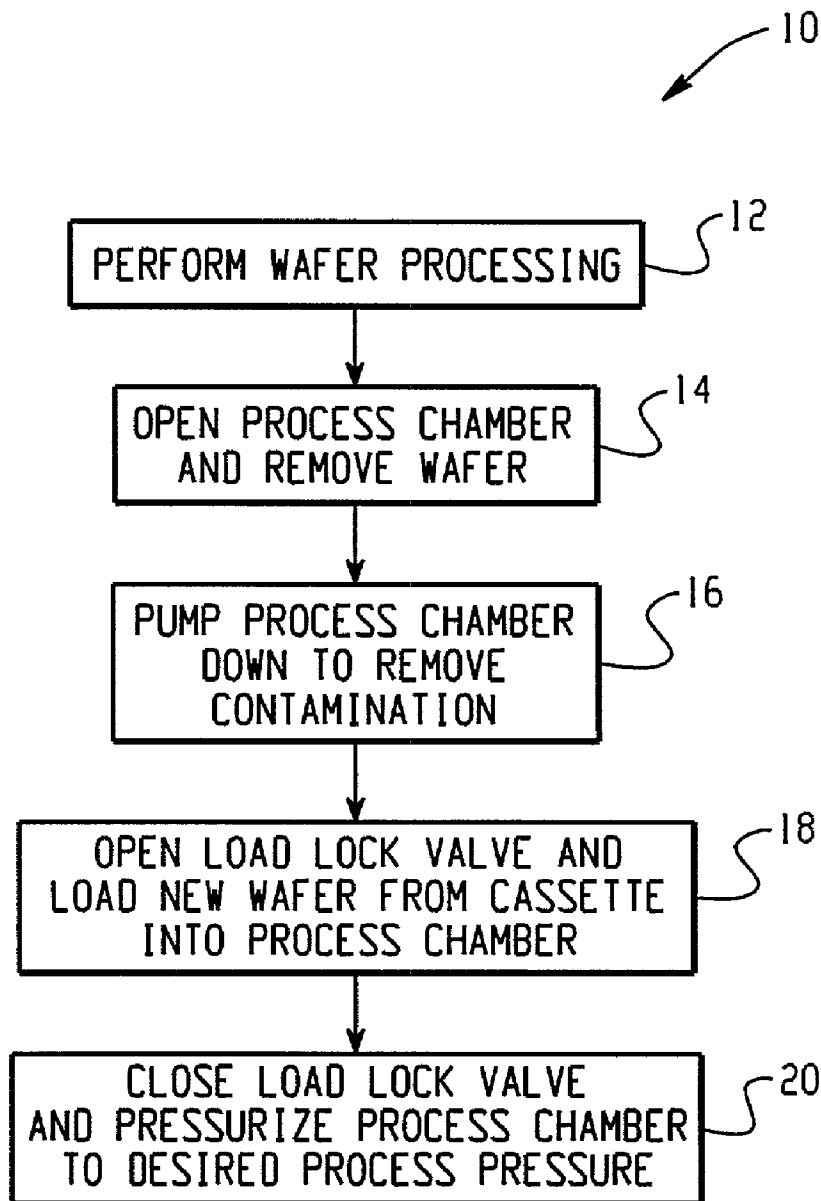 10
12
PERFORM WAFER PROCESSING
14
OPEN PROCESS CHAMBER
AND REMOVE WAFER
16
PUMP PROCESS CHAMBER
DOWN TO REMOVE
CONTAMINATION
18
OPEN LOAD LOCK VALVE AND
LOAD NEW WAFER FROM CASSETTE
INTO PROCESS CHAMBER
20
CLOSE LOAD LOCK VALVE
AND PRESSURIZE PROCESS CHAMBER
TO DESIRED PROCESS PRESSURE